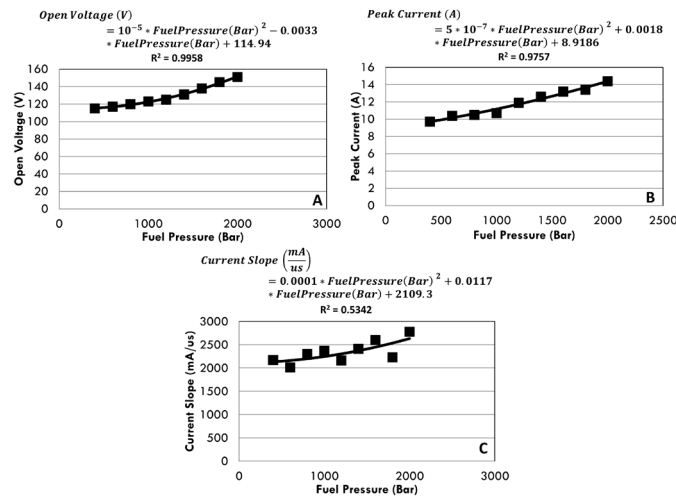 Open Voltage (V)
= 10⁻⁵ * FuelPressure(Bar)² − 0.0033
* FuelPressure(Bar) + 114.94
R² = 0.9958
160
140
120
100
80
60
40
20
0
Open Voltage (V)
0 1000 2000 3000
Fuel Pressure (Bar)
A
Peak Current (A)
= 5 * 10⁻⁷ * FuelPressure(Bar)² + 0.0018
* FuelPressure(Bar) + 8.9186
R² = 0.9757
16
14
12
10
8
6
4
2
0
Peak Current (A)
0 500 1000 1500 2000 2500
Fuel Pressure (Bar)
B
Current Slope (mA/us)
= 0.0001 * FuelPressure(Bar)² + 0.0117
* FuelPressure(Bar) + 2109.3
R² = 0.5342
3000
2500
2000
1500
1000
500
0
Current Slope (mA/us)
0 1000 2000 3000
Fuel Pressure (Bar)
C